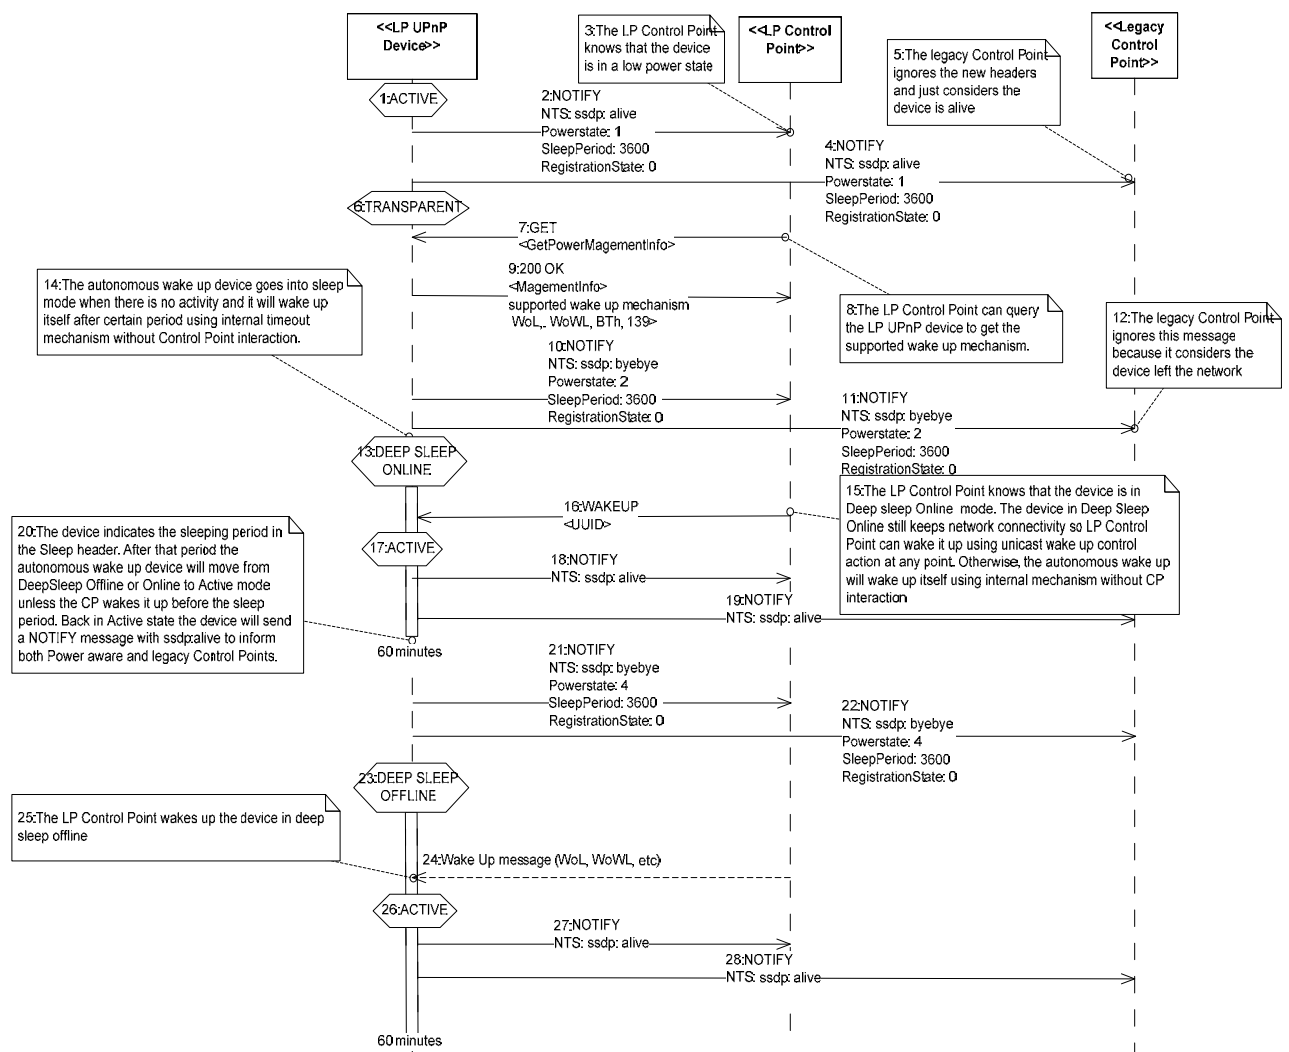 <<LP UPnP
Device>>
3:The LP Control Point
knows that the device
is in a low power state
<<LP Control
Point>>
<<Legacy
Control
Point>>
5:The legacy Control Point
ignores the new headers
and just considers the
device is alive
1:ACTIVE
2:NOTIFY
NTS: ssdp: alive
Powerstate: 1
SleepPeriod: 3600
RegistrationState: 0
4:NOTIFY
NTS: ssdp: alive
Powerstate: 1
SleepPeriod: 3600
RegistrationState: 0
6:TRANSPARENT
7:GET
<GetPowerMagementInfo>
9:200 OK
<MagementInfo>
supported wake up mechanism
WoL,. WoWL, BTh, 139>
8:The LP Control Point can query
the LP UPnP device to get the
supported wake up mechanism.
14:The autonomous wake up device goes into sleep
mode when there is no activity and it will wake up
itself after certain period using internal timeout
mechanism without Control Point interaction.
12:The legacy Control Point
ignores this message
because it considers the
device left the network
10:NOTIFY
NTS: ssdp: byebye
Powerstate: 2
SleepPeriod: 3600
RegistrationState: 0
11:NOTIFY
NTS: ssdp: byebye
Powerstate: 2
SleepPeriod: 3600
RegistrationState: 0
13:DEEP SLEEP
ONLINE
15:The LP Control Point knows that the device is in
Deep sleep Online mode. The device in Deep Sleep
Online still keeps network connectivity so LP Control
Point can wake it up using unicast wake up control
action at any point. Otherwise, the autonomous wake up
will wake up itself using internal mechanism without CP
interaction
16:WAKEUP
<UUID>
20:The device indicates the sleeping period in
the Sleep header. After that period the
autonomous wake up device will move from
DeepSleep Offline or Online to Active mode
unless the CP wakes it up before the sleep
period. Back in Active state the device will send
a NOTIFY message with ssdp:alive to inform
both Power aware and legacy Control Points.
17:ACTIVE
18:NOTIFY
NTS: ssdp: alive
19:NOTIFY
NTS: ssdp: alive
60 minutes
21:NOTIFY
NTS: ssdp: byebye
Powerstate: 4
SleepPeriod: 3600
RegistrationState: 0
22:NOTIFY
NTS: ssdp: byebye
Powerstate: 4
SleepPeriod: 3600
RegistrationState: 0
23:DEEP SLEEP
OFFLINE
25:The LP Control Point wakes up the device in deep
sleep offline
24:Wake Up message (WoL, WoWL, etc)
26:ACTIVE
27:NOTIFY
NTS: ssdp: alive
28:NOTIFY
NTS: ssdp: alive
60 minutes